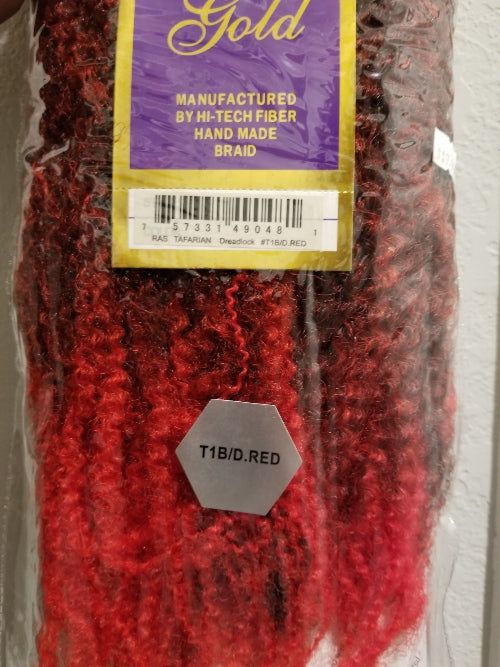 Gold
MANUFACTURED
BY HI-TECH FIBER
HAND MADE
BRAID
7 57331 49048 1
RAS TAFARIAN Dreadlock #T1B/D.RED
T1B/D.RED